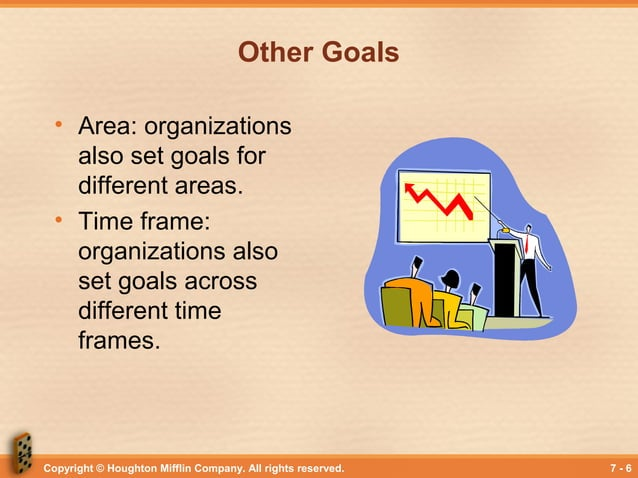 Other Goals
• Area: organizations
also set goals for
different areas.
• Time frame:
organizations also
set goals across
different time
frames.
Copyright © Houghton Mifflin Company. All rights reserved.
7 - 6